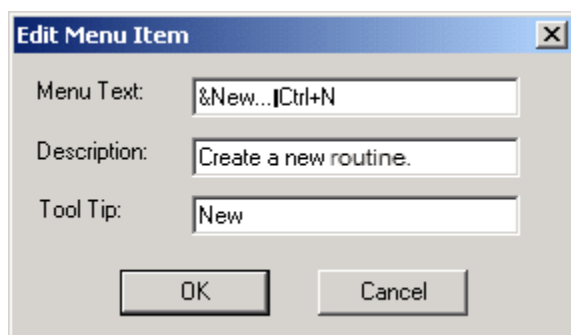 Edit Menu Item
Menu Text: &New...|Ctrl+N
Description: Create a new routine.
Tool Tip: New
OK Cancel